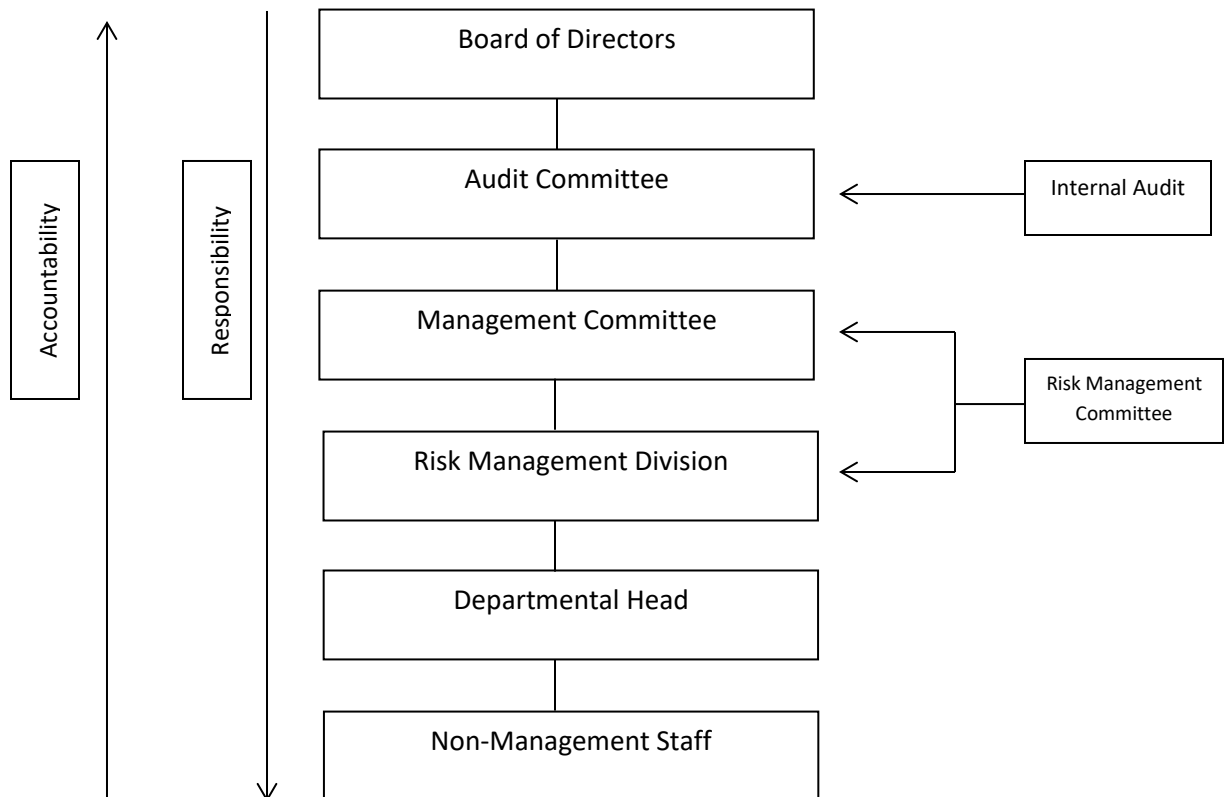 Board of Directors
Audit Committee
Internal Audit
Accountability
Responsibility
Management Committee
Risk Management
Committee
Risk Management Division
Departmental Head
Non-Management Staff